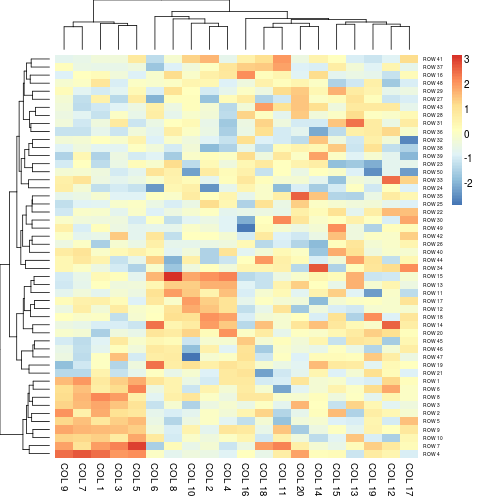 3
2
1
0
-1
-2
ROW 41
ROW 37
ROW 16
ROW 48
ROW 29
ROW 27
ROW 43
ROW 28
ROW 31
ROW 36
ROW 32
ROW 38
ROW 39
ROW 23
ROW 50
ROW 33
ROW 24
ROW 35
ROW 25
ROW 22
ROW 30
ROW 49
ROW 42
ROW 26
ROW 40
ROW 44
ROW 34
ROW 15
ROW 13
ROW 11
ROW 17
ROW 12
ROW 18
ROW 14
ROW 20
ROW 45
ROW 46
ROW 47
ROW 19
ROW 21
ROW 1
ROW 6
ROW 8
ROW 3
ROW 2
ROW 5
ROW 9
ROW 10
ROW 7
ROW 4
COL 9
COL 7
COL 1
COL 3
COL 5
COL 6
COL 8
COL 10
COL 2
COL 4
COL 16
COL 18
COL 11
COL 20
COL 14
COL 15
COL 13
COL 19
COL 12
COL 17